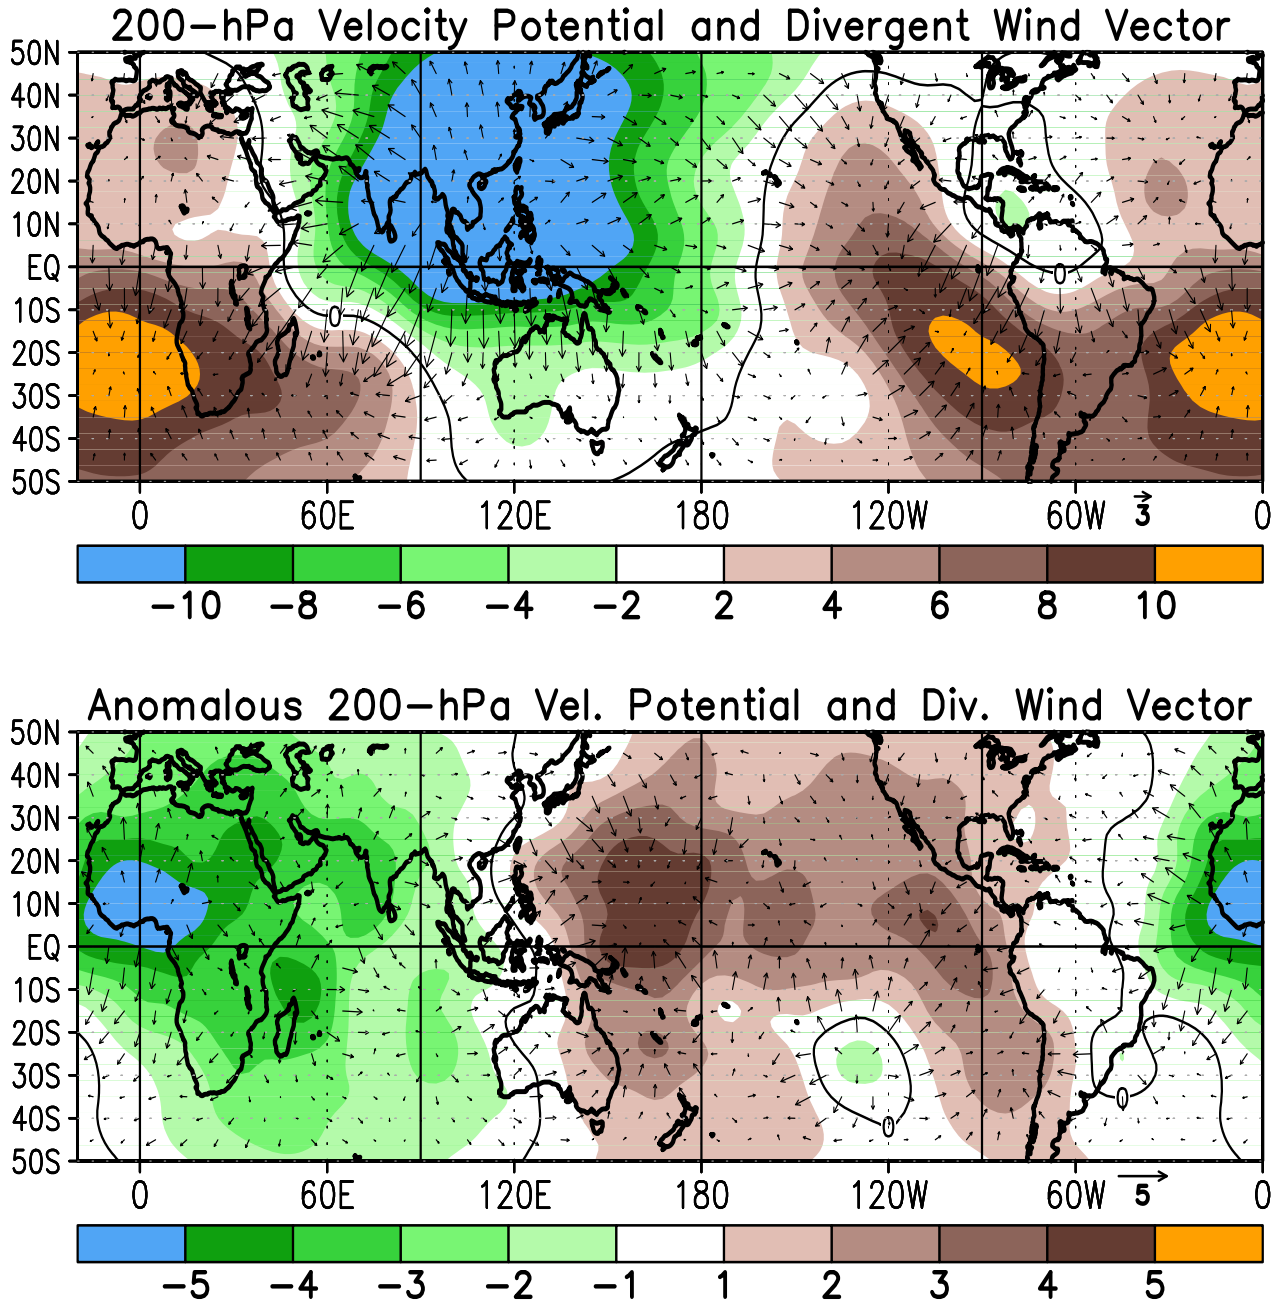 200-hPa Velocity Potential and Divergent Wind Vector
50N
40N
30N
20N
10N
EQ
10S
20S
30S
40S
50S
0
0
0 60E 120E 180 120W 60W 3 0
-10 -8 -6 -4 -2 2 4 6 8 10
Anomalous 200-hPa Vel. Potential and Div. Wind Vector
50N
40N
30N
20N
10N
EQ
10S
20S
30S
40S
50S
0
0
0 60E 120E 180 120W 60W 5 0
-5 -4 -3 -2 -1 1 2 3 4 5